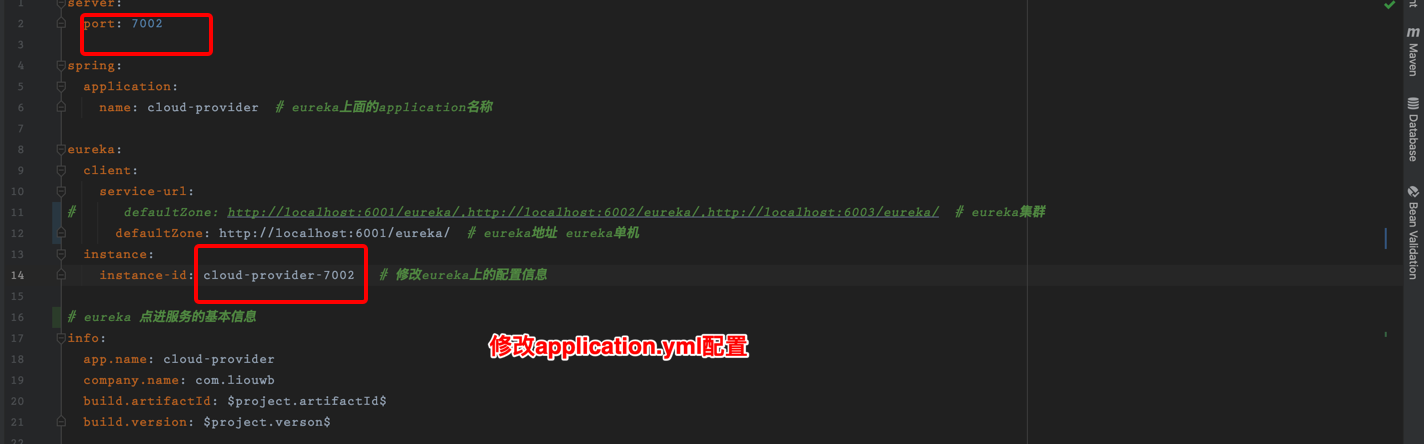 1 server:
2 port: 7002
3
4 spring:
5 application:
6 name: cloud-provider # eureka上面的application名称
7
8 eureka:
9 client:
10 service-url:
11 # defaultZone: http://localhost:6001/eureka/,http://localhost:6002/eureka/,http://localhost:6003/eureka/ # eureka集群
12 defaultZone: http://localhost:6001/eureka/ # eureka地址 eureka单机
13 instance:
14 instance-id: cloud-provider-7002 # 修改eureka上的配置信息
15
16 # eureka 点进服务的基本信息
17 info:
18 app.name: cloud-provider
19 company.name: com.liouwb
20 build.artifactId: $project.artifactId$
21 build.version: $project.verson$
修改application.yml配置
Maven
Database
Bean Validation